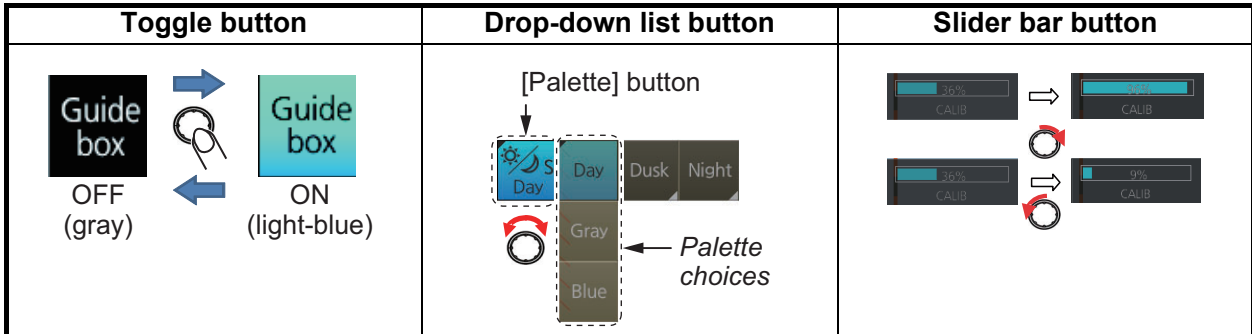 Toggle button
Drop-down list button
Slider bar button
Guide
box
OFF
(gray)
Guide
box
ON
(light-blue)
[Palette] button
S
Day
Day
Dusk
Night
Gray
Blue
Palette
choices
36%
CALIB
CALIB
36%
CALIB
9%
CALIB